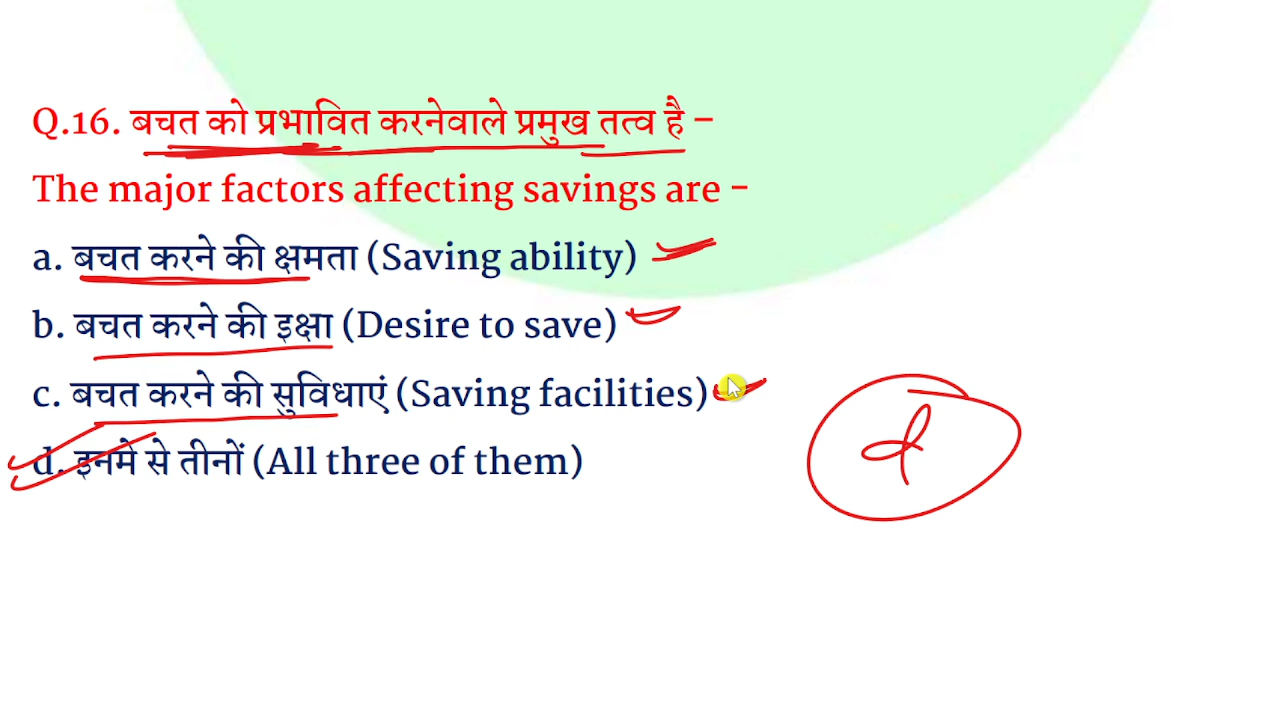 Q.16. बचत को प्रभावित करनेवाले प्रमुख तत्व है –
The major factors affecting savings are -
a. बचत करने की क्षमता (Saving ability)
b. बचत करने की इक्षा (Desire to save)
c. बचत करने की सुविधाएं (Saving facilities)
d. इनमे से तीनों (All three of them)
d